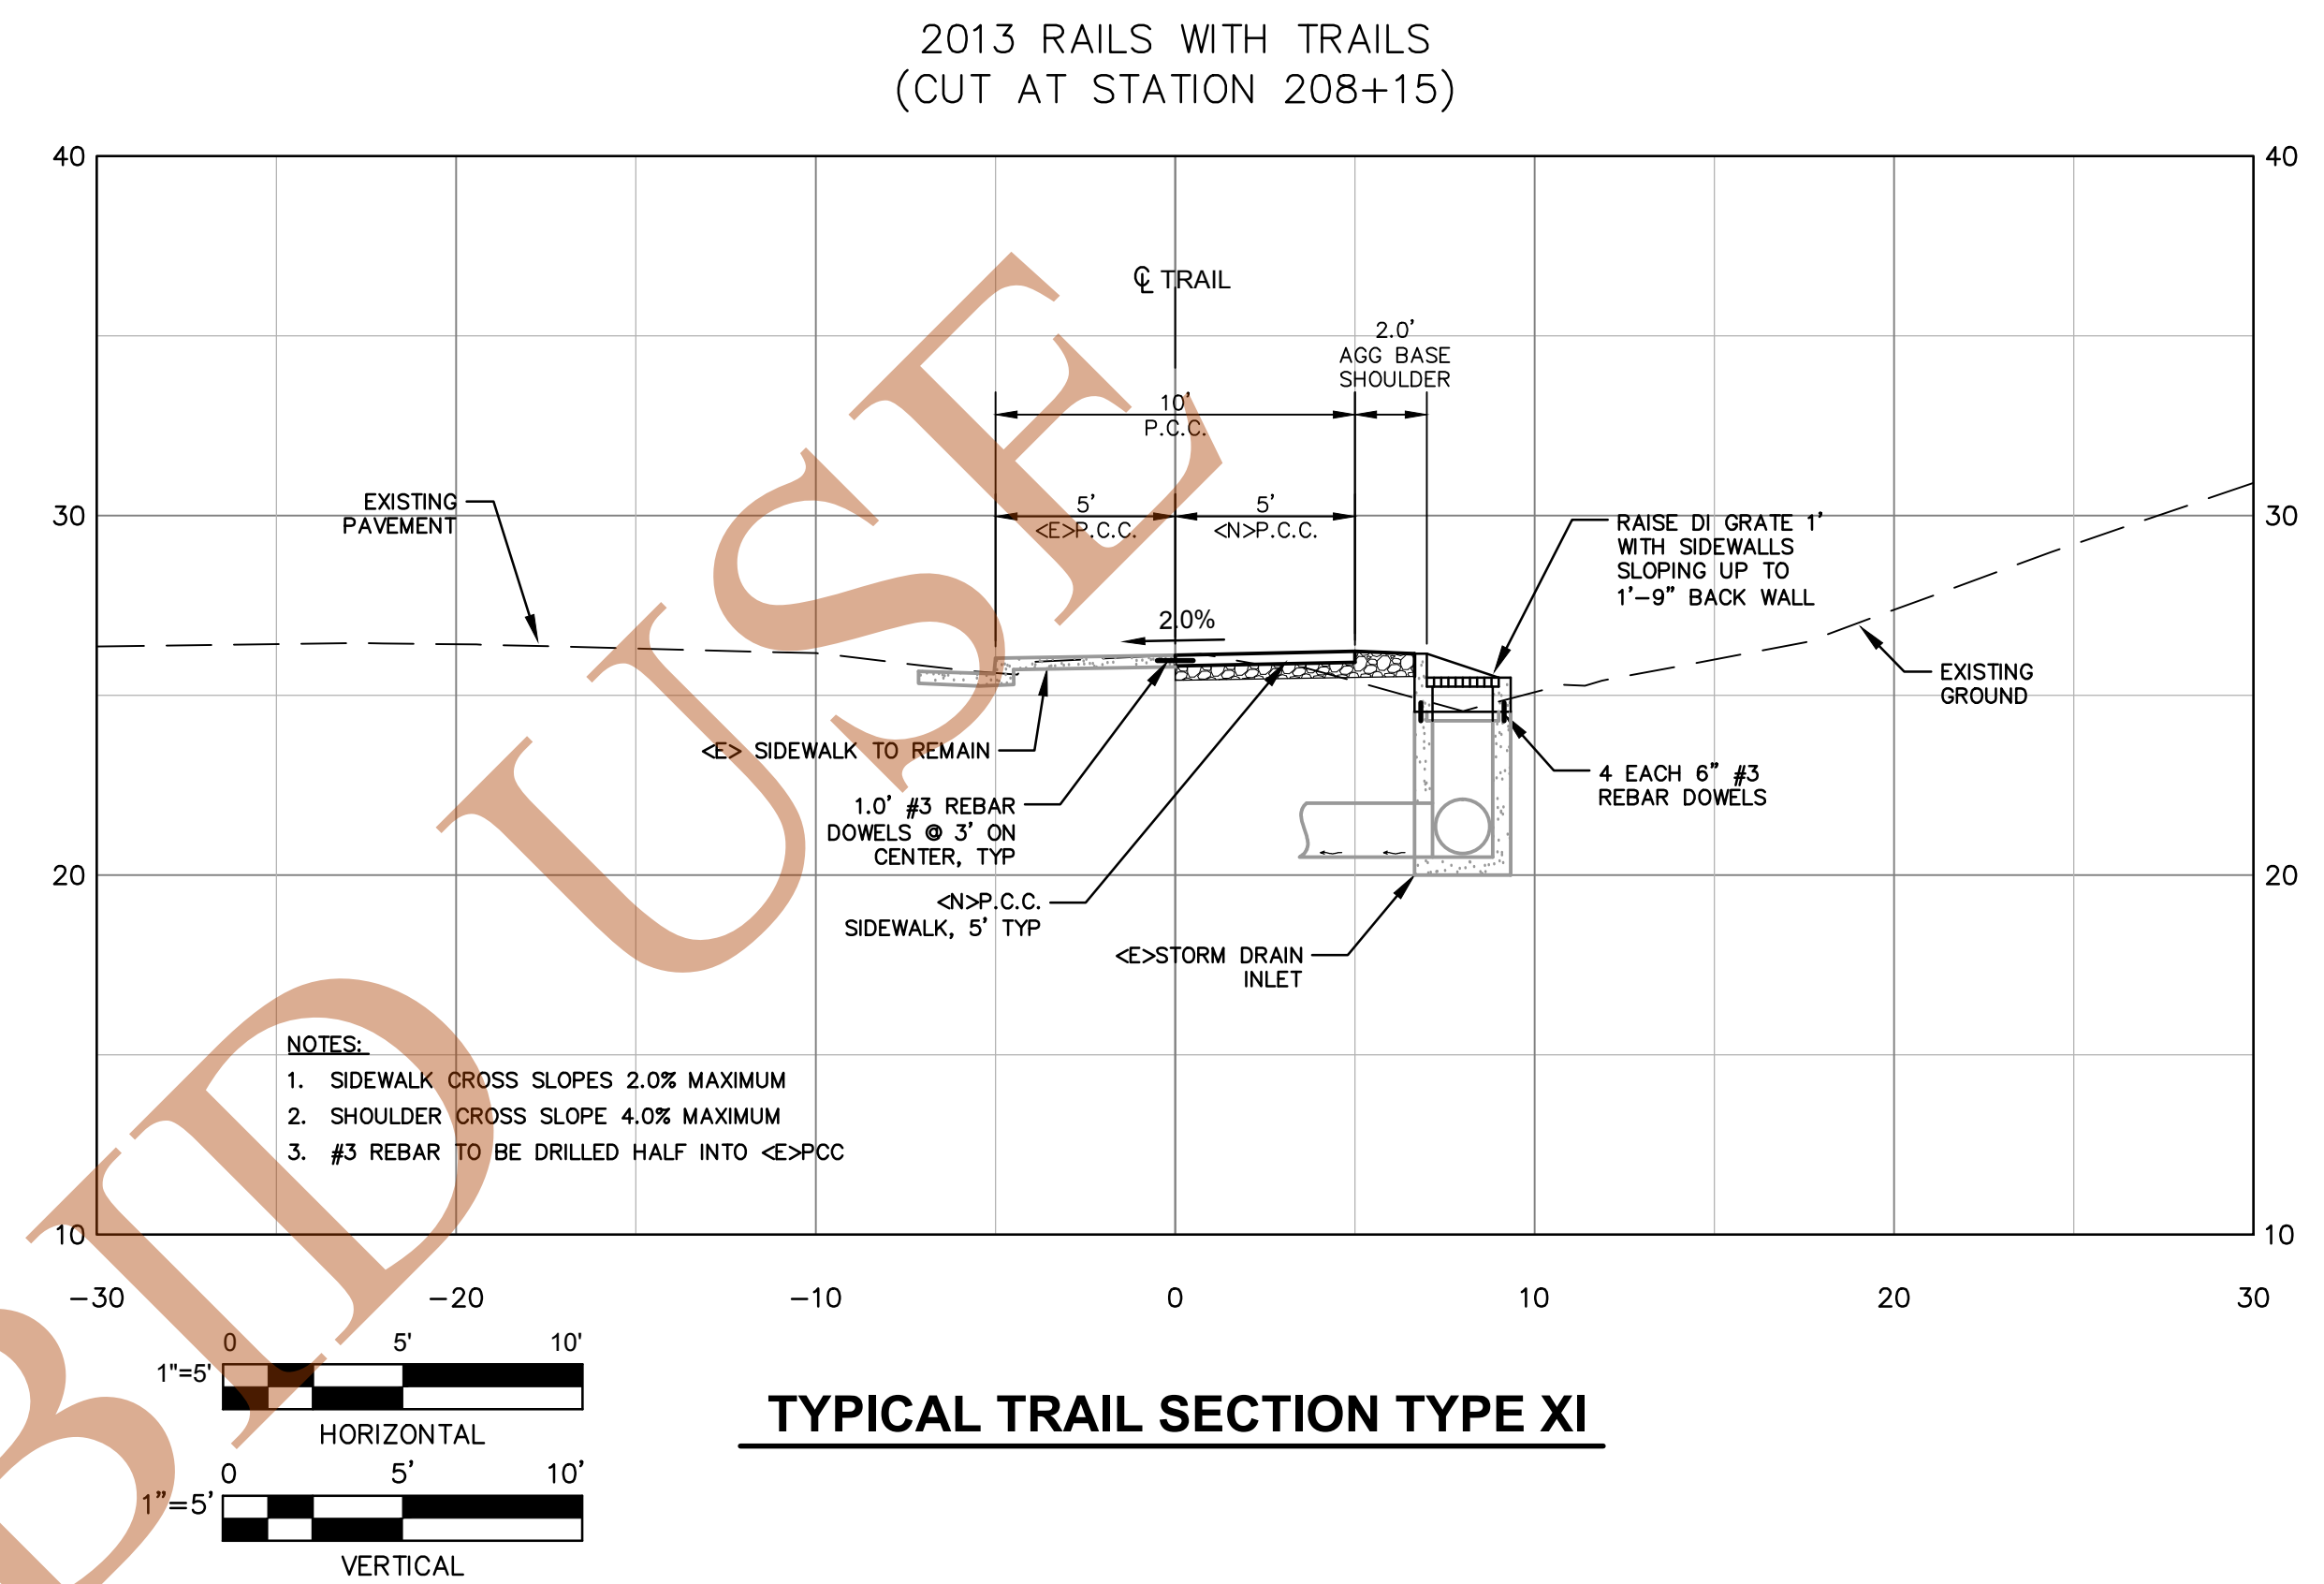 2013 RAILS WITH TRAILS
(CUT AT STATION 208+15)
40
40
℄ TRAIL
2.0'
AGG BASE
SHOULDER
10'
P.C.C.
EXISTING
PAVEMENT
5'
<E>P.C.C.
5'
<N>P.C.C.
30
30
RAISE DI GRATE 1'
WITH SIDEWALLS
SLOPING UP TO
1'-9" BACK WALL
2.0%
EXISTING
GROUND
<E> SIDEWALK TO REMAIN
4 EACH 6" #3
REBAR DOWELS
1.0' #3 REBAR
DOWELS @ 3' ON
CENTER, TYP
20
20
<N>P.C.C.
SIDEWALK, 5' TYP
<E>STORM DRAIN
INLET
NOTES:
1. SIDEWALK CROSS SLOPES 2.0% MAXIMUM
2. SHOULDER CROSS SLOPE 4.0% MAXIMUM
3. #3 REBAR TO BE DRILLED HALF INTO <E>PCC
10
10
-30 -20 -10 0 10 20 30
0 5' 10'
1"=5'
HORIZONTAL
0 5' 10'
1"=5'
VERTICAL
TYPICAL TRAIL SECTION TYPE XI
BID USE